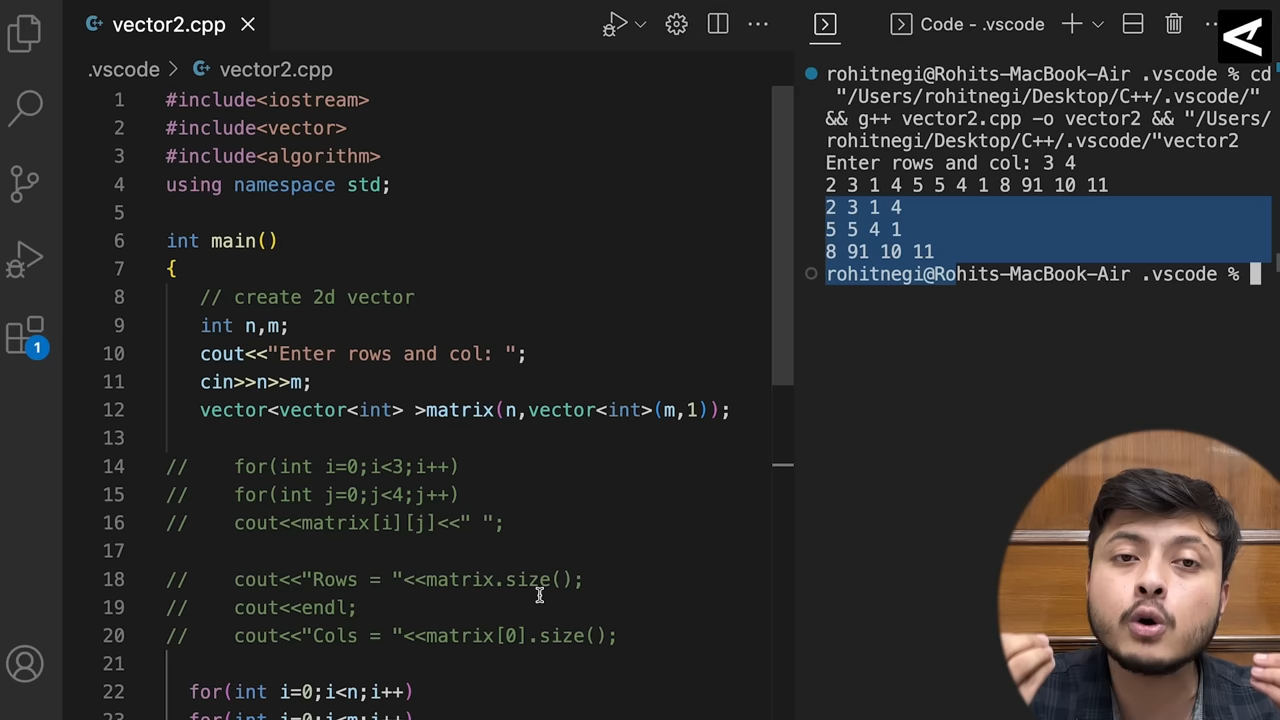 vector2.cpp
Code - .vscode
.vscode > vector2.cpp
1 #include<iostream>
2 #include<vector>
3 #include<algorithm>
4 using namespace std;
5
6 int main()
7 {
8 // create 2d vector
9 int n,m;
10 cout<<"Enter rows and col: ";
11 cin>>n>>m;
12 vector<vector<int> >matrix(n,vector<int>(m,1));
13
14 // for(int i=0;i<3;i++)
15 // for(int j=0;j<4;j++)
16 // cout<<matrix[i][j]<<" ";
17
18 // cout<<"Rows = "<<matrix.size();
19 // cout<<endl;
20 // cout<<"Cols = "<<matrix[0].size();
21
22 for(int i=0;i<n;i++)
23
1
rohitnegi@Rohits-MacBook-Air .vscode % cd
"/Users/rohitnegi/Desktop/C++/.vscode/"
&& g++ vector2.cpp -o vector2 && "/Users/
rohitnegi/Desktop/C++/.vscode/"vector2
Enter rows and col: 3 4
2 3 1 4 5 5 4 1 8 91 10 11
2 3 1 4
5 5 4 1
8 91 10 11
rohitnegi@Rohits-MacBook-Air .vscode %